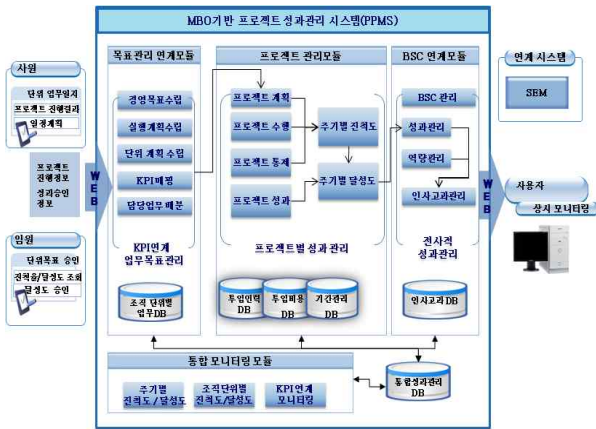 MBO기반 프로젝트 성과관리 시스템(PPMS)
사원
단위 업무일지
프로젝트 진행결과
일정계획
프로젝트
진행정보
성과승인
정보
임원
단위목표 승인
진척율/달성도 조회
달성도 승인
WEB
목표관리 연계모듈
경영목표수립
실행계획수립
단위 계획 수립
KPI 매핑
담당업무 배분
KPI연계
업무목표관리
조직 단위별
업무DB
프로젝트 관리모듈
프로젝트 계획
프로젝트 수행
프로젝트 통제
프로젝트 성과
주기별 진척도
주기별 달성도
프로젝트별 성과 관리
투입인력
DB
투입비용
DB
기간관리
DB
BSC 연계모듈
BSC 관리
성과관리
역량관리
인사고과관리
전사적
성과관리
인사고과 DB
WEB
연계 시스템
SEM
사용자
상시 모니터링
통합 모니터링 모듈
주기별
진척도 / 달성도
조직단위별
진척도/달성도
KPI연계
모니터링
통합성과관리
DB